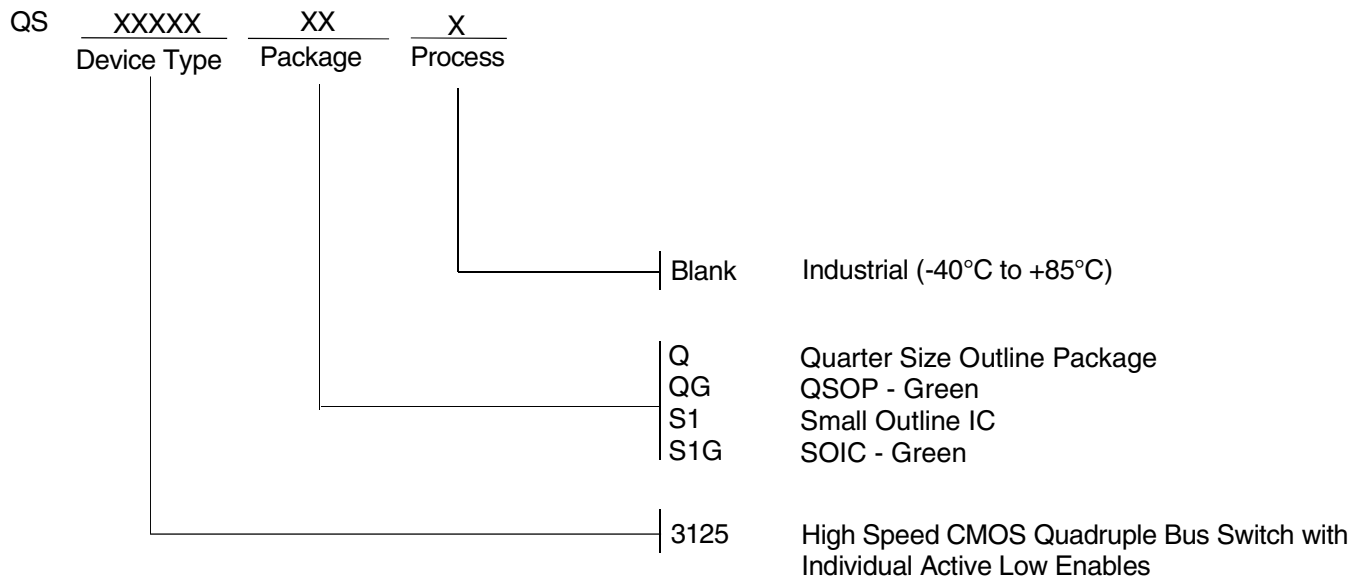 QS XXXXX XX X
Device Type Package Process
Blank Industrial (-40°C to +85°C)
Q Quarter Size Outline Package
QG QSOP - Green
S1 Small Outline IC
S1G SOIC - Green
3125 High Speed CMOS Quadruple Bus Switch with
Individual Active Low Enables